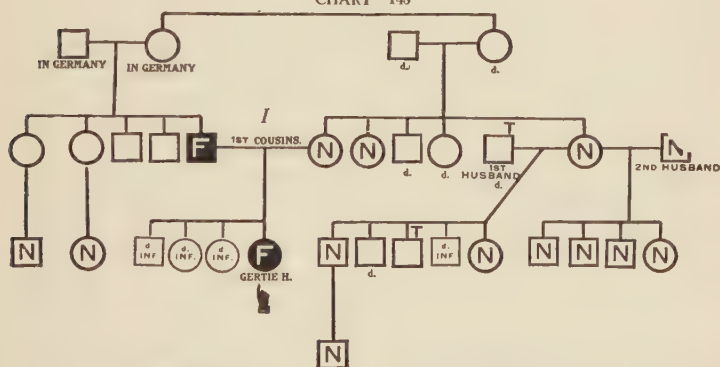 CHART 145
IN GERMANY IN GERMANY d. d.
I
F 1ST COUSINS. N N d. d. T 1ST HUSBAND d. N N 2ND HUSBAND
N N d. INF. d. INF. d. INF. F N d. T d. INF. N N N N N
GERTIE H.
N